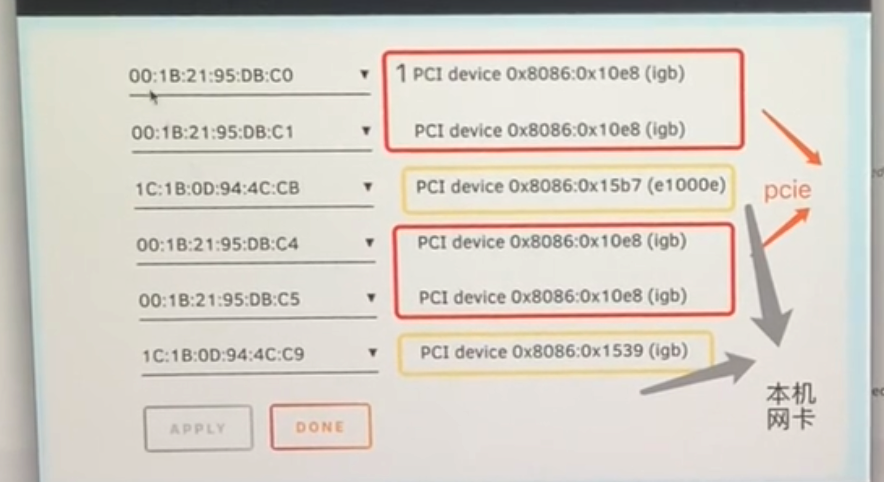 00:1B:21:95:DB:C0 1 PCI device 0x8086:0x10e8 (igb)
00:1B:21:95:DB:C1 PCI device 0x8086:0x10e8 (igb)
1C:1B:0D:94:4C:CB PCI device 0x8086:0x15b7 (e1000e)
pcie
00:1B:21:95:DB:C4 PCI device 0x8086:0x10e8 (igb)
00:1B:21:95:DB:C5 PCI device 0x8086:0x10e8 (igb)
1C:1B:0D:94:4C:C9 PCI device 0x8086:0x1539 (igb)
本机
网卡
APPLY DONE